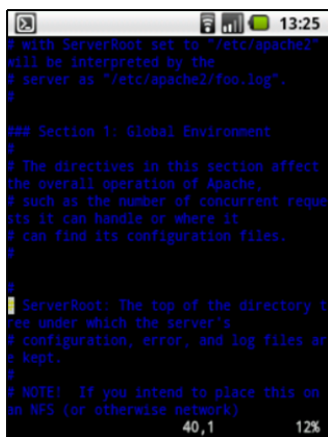 13:25
# with ServerRoot set to "/etc/apache2"
will be interpreted by the
# server as "/etc/apache2/foo.log".
#
### Section 1: Global Environment
#
# The directives in this section affect
the overall operation of Apache,
# such as the number of concurrent reque
sts it can handle or where it
# can find its configuration files.
#
#
# ServerRoot: The top of the directory t
ree under which the server's
# configuration, error, and log files ar
e kept.
#
# NOTE!  If you intend to place this on
an NFS (or otherwise network)
40,1 12%